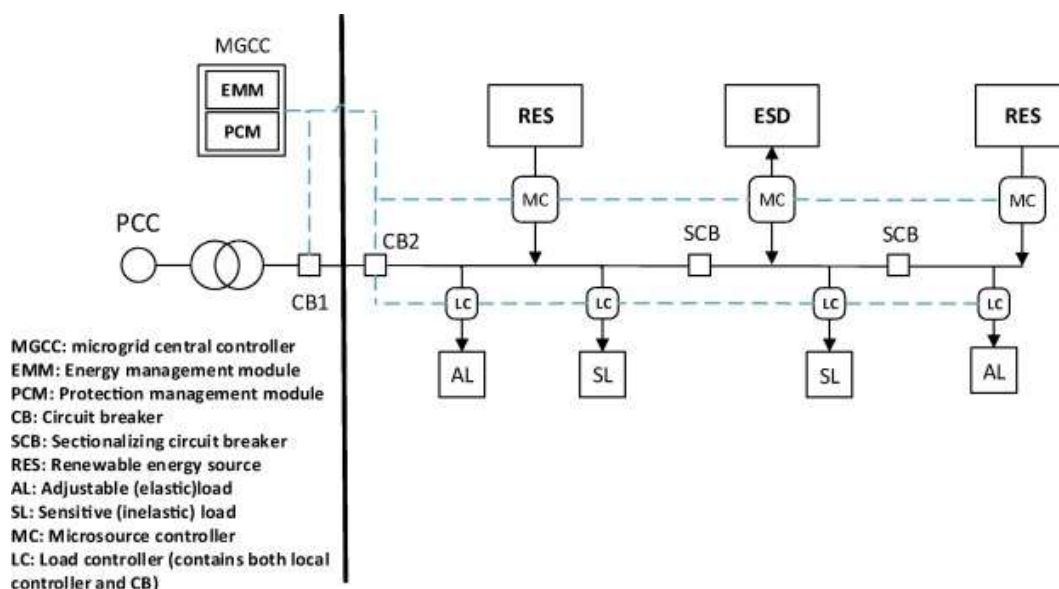 MGCC
EMM
PCM
RES
ESD
RES
MC
MC
MC
PCC
CB2
SCB
SCB
CB1
LC
LC
LC
LC
AL
SL
SL
AL
MGCC: microgrid central controller
EMM: Energy management module
PCM: Protection management module
CB: Circuit breaker
SCB: Sectionalizing circuit breaker
RES: Renewable energy source
AL: Adjustable (elastic)load
SL: Sensitive (inelastic) load
MC: Microsource controller
LC: Load controller (contains both local
controller and CB)